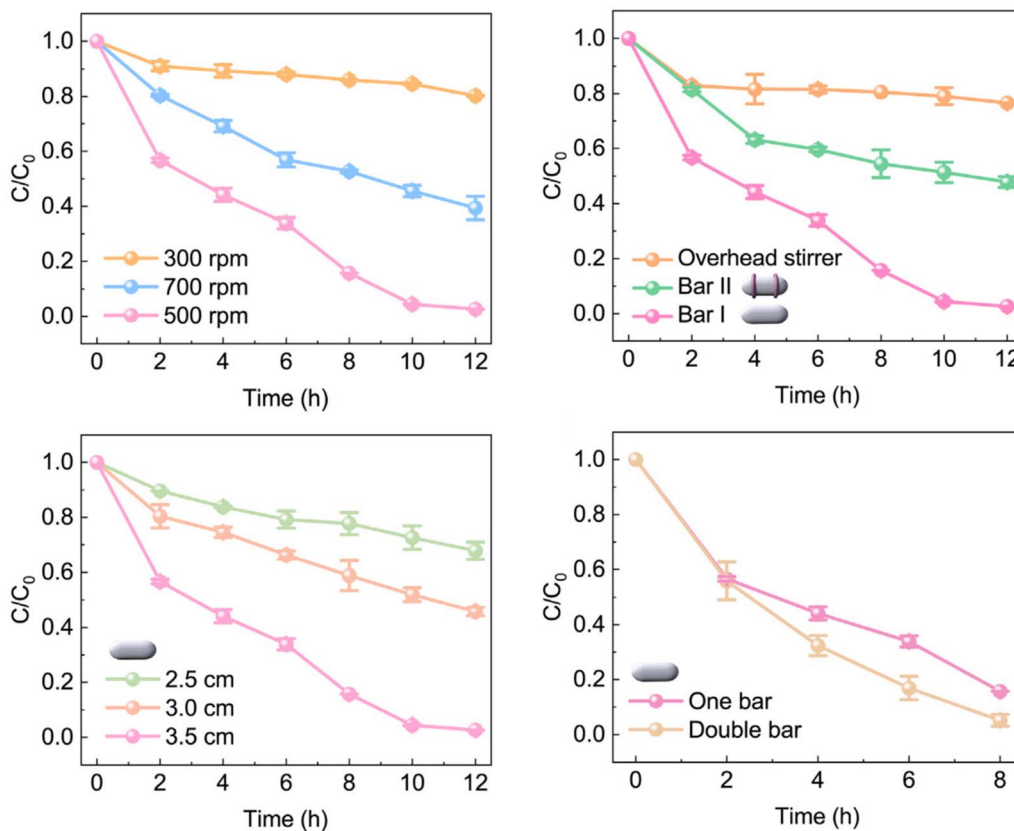 1.0
0.8
0.6
0.4
0.2
0.0
C/C0
300 rpm
700 rpm
500 rpm
0 2 4 6 8 10 12
Time (h)
1.0
0.8
0.6
0.4
0.2
0.0
C/C0
Overhead stirrer
Bar II
Bar I
0 2 4 6 8 10 12
Time (h)
1.0
0.8
0.6
0.4
0.2
0.0
C/C0
2.5 cm
3.0 cm
3.5 cm
0 2 4 6 8 10 12
Time (h)
1.0
0.8
0.6
0.4
0.2
0.0
C/C0
One bar
Double bar
0 2 4 6 8
Time (h)